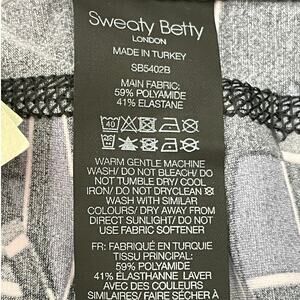 Sweaty Betty
LONDON
MADE IN TURKEY
SB5402B
MAIN FABRIC:
59% POLYAMIDE
41% ELASTANE
WARM GENTLE MACHINE
WASH/ DO NOT BLEACH/ DO
NOT TUMBLE DRY/ COOL
IRON/ DO NOT DRYCLEAN
WASH WITH SIMILAR
COLOURS/ DRY AWAY FROM
DIRECT SUNLIGHT/ DO NOT
USE FABRIC SOFTENER
FR: FABRIQUÉ EN TURQUIE
TISSU PRINCIPAL:
59% POLYAMIDE
41% ÉLASTHANNE LAVER
AVEC DES COULEURS
SIMILAIRES / FAIRE SÉCHER À